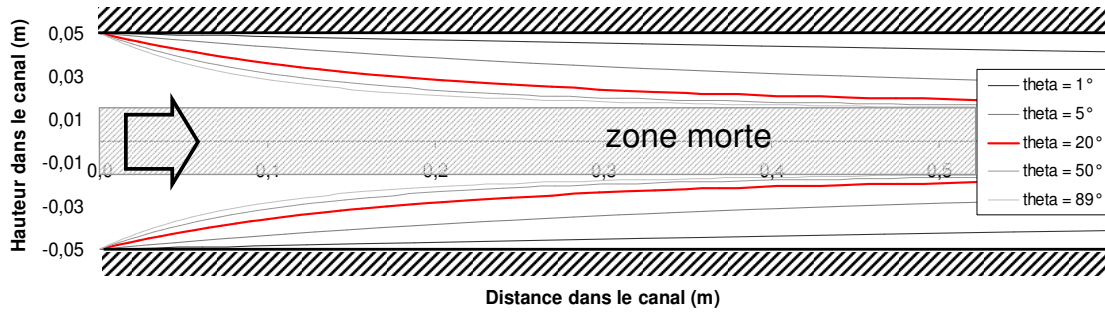 Hauteur dans le canal (m)
0,05
0,03
0,01
-0,01
-0,03
-0,05
zone morte
0,0
0,1
0,2
0,3
0,4
0,5
theta = 1°
theta = 5°
theta = 20°
theta = 50°
theta = 89°
Distance dans le canal (m)